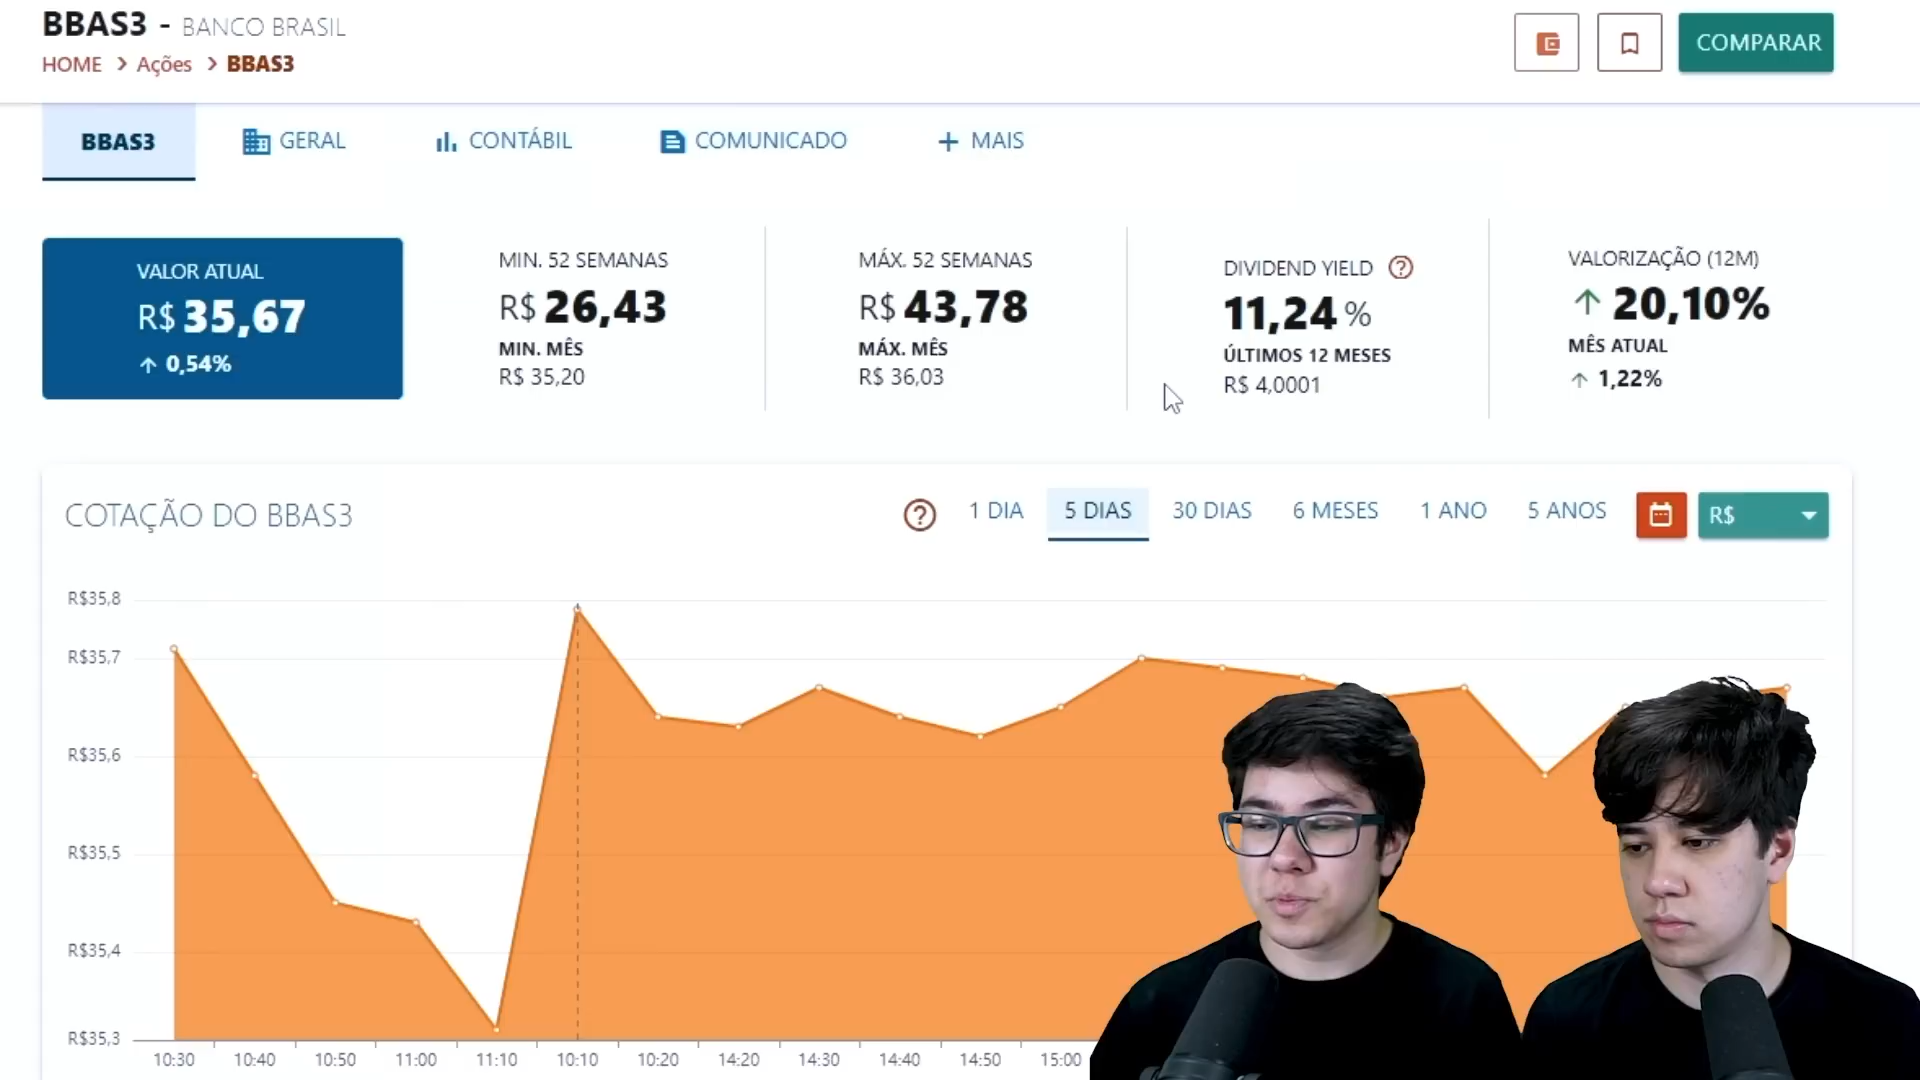 BBAS3 - BANCO BRASIL
HOME > Ações > BBAS3
COMPARAR
BBAS3
GERAL
CONTÁBIL
COMUNICADO
+ MAIS
VALOR ATUAL
R$ 35,67
↑ 0,54%
MIN. 52 SEMANAS
R$ 26,43
MIN. MÊS
R$ 35,20
MÁX. 52 SEMANAS
R$ 43,78
MÁX. MÊS
R$ 36,03
DIVIDEND YIELD ?
11,24 %
ÚLTIMOS 12 MESES
R$ 4,0001
VALORIZAÇÃO (12M)
↑ 20,10%
MÊS ATUAL
↑ 1,22%
COTAÇÃO DO BBAS3
? 1 DIA 5 DIAS 30 DIAS 6 MESES 1 ANO 5 ANOS R$
R$35,8
R$35,7
R$35,6
R$35,5
R$35,4
R$35,3
10:30 10:40 10:50 11:00 11:10 10:10 10:20 14:20 14:30 14:40 14:50 15:00